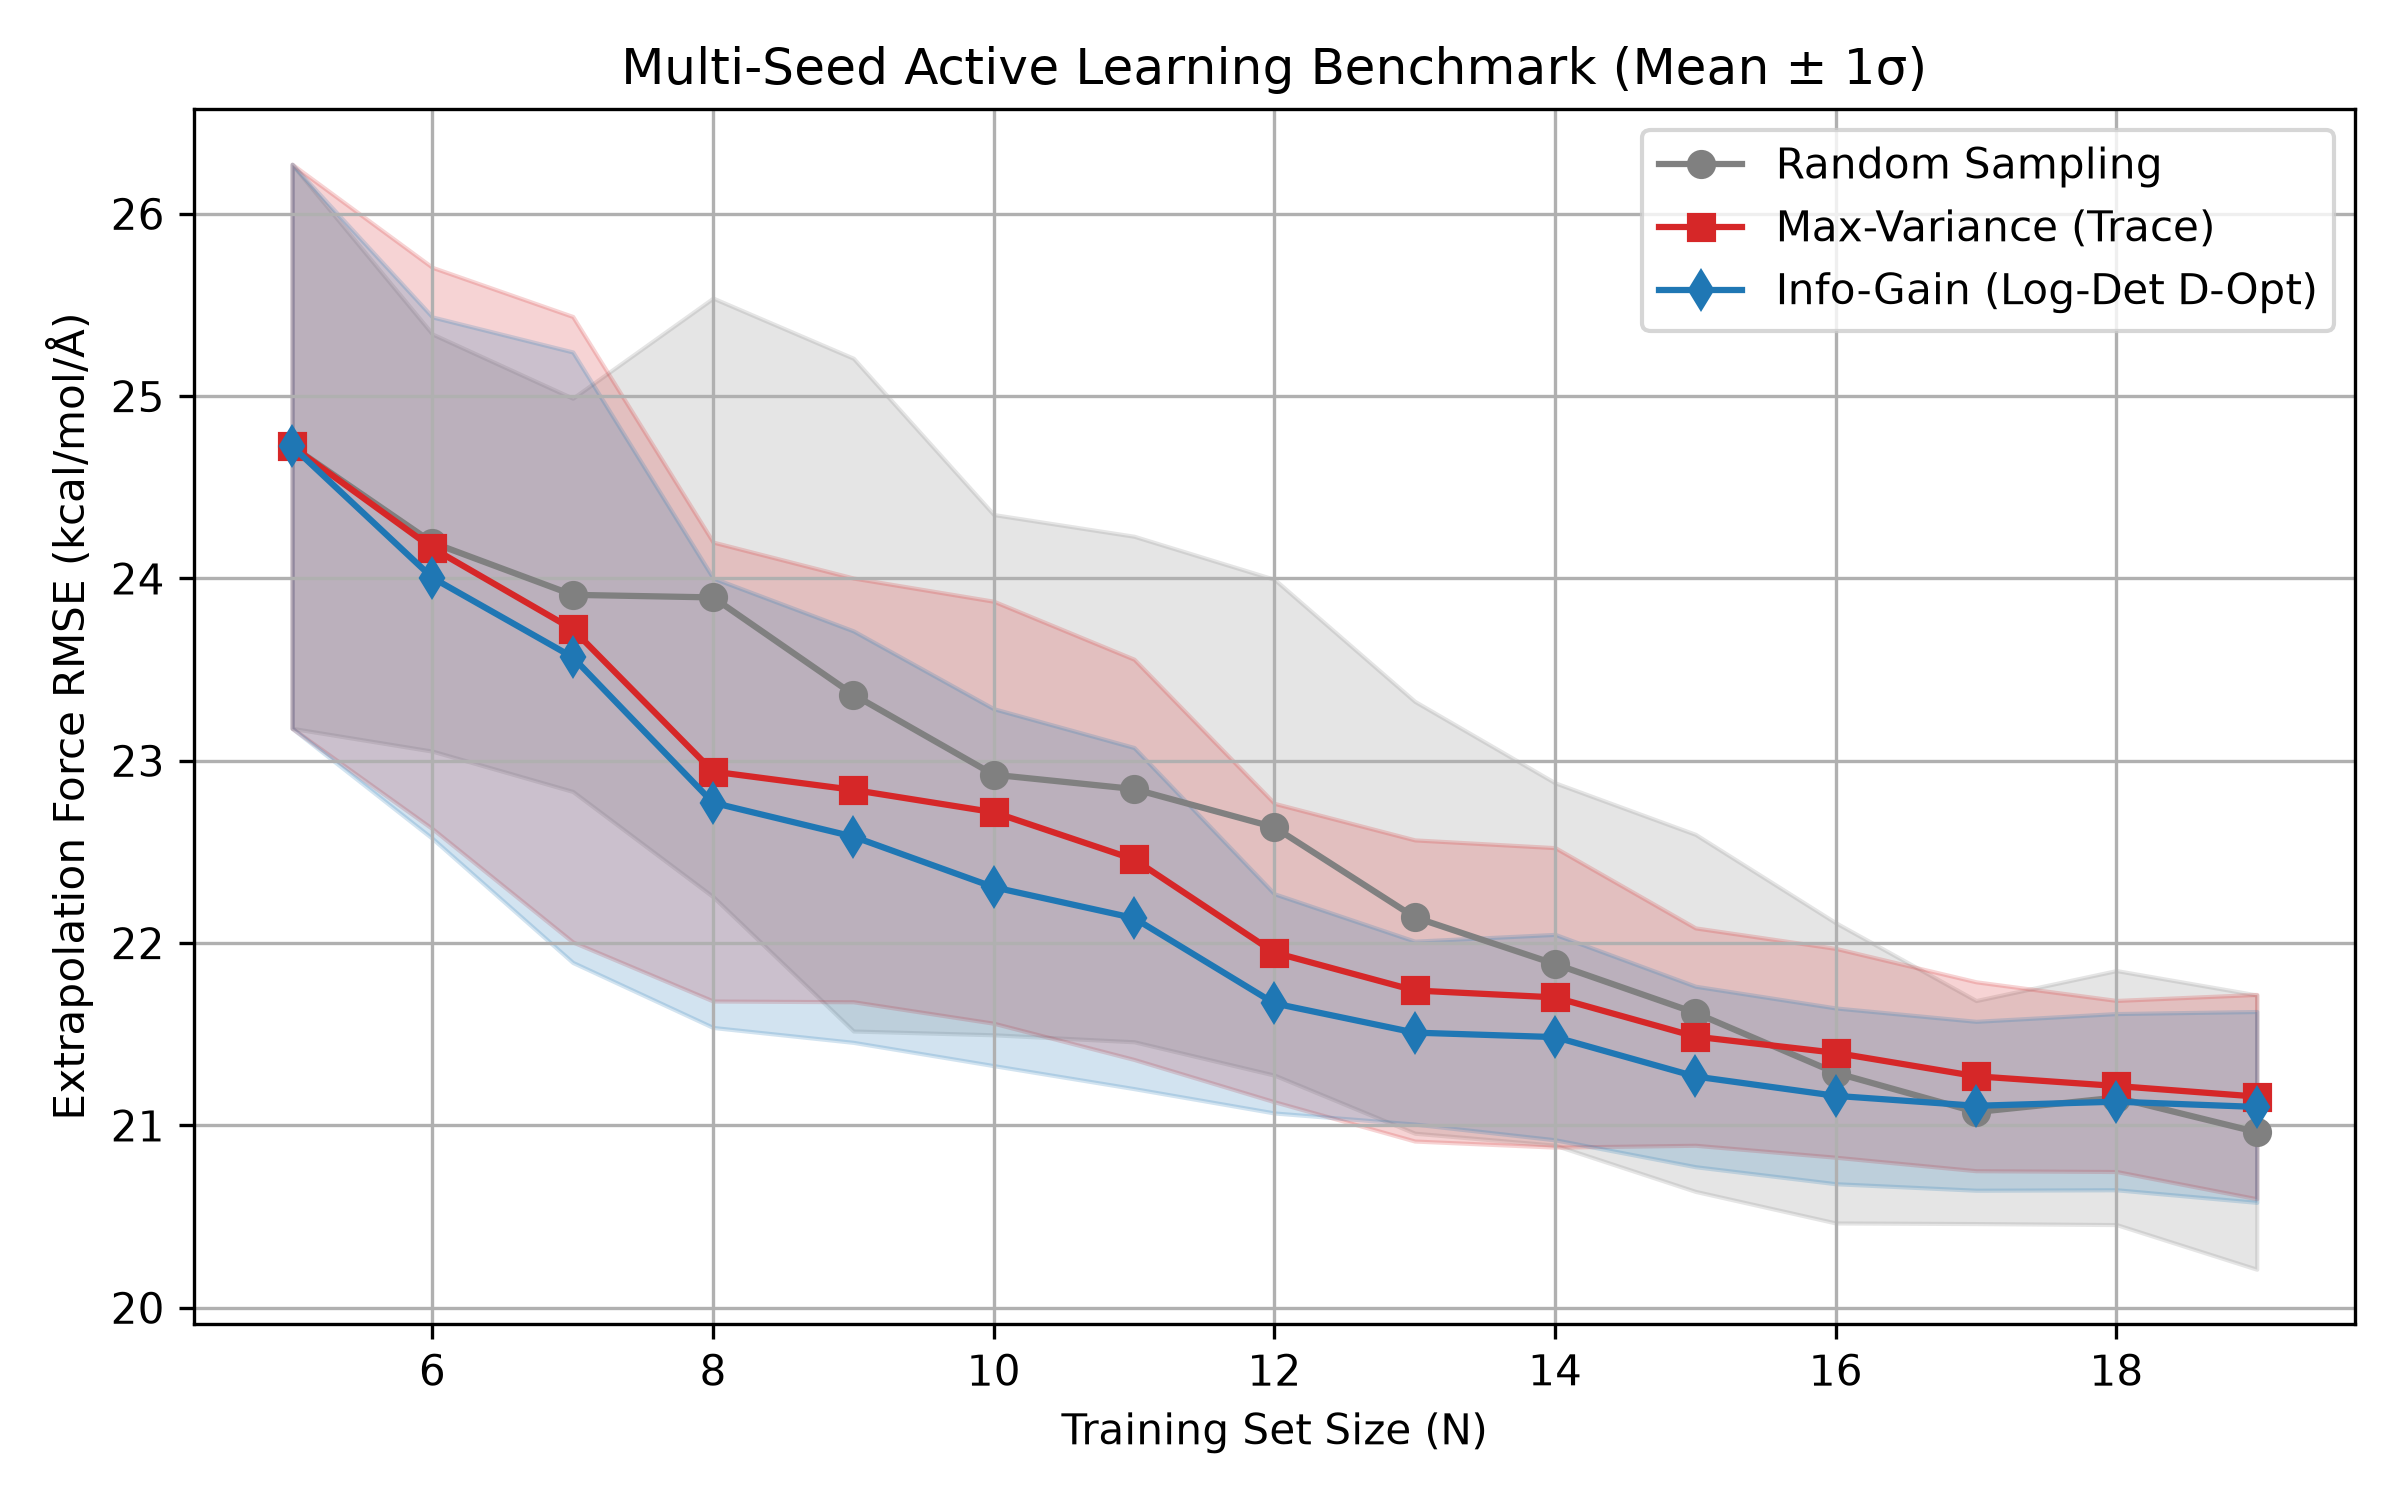 Multi-Seed Active Learning Benchmark (Mean ± 1σ)
Random Sampling
Max-Variance (Trace)
Info-Gain (Log-Det D-Opt)
Extrapolation Force RMSE (kcal/mol/Å)
26
25
24
23
22
21
20
6 8 10 12 14 16 18
Training Set Size (N)